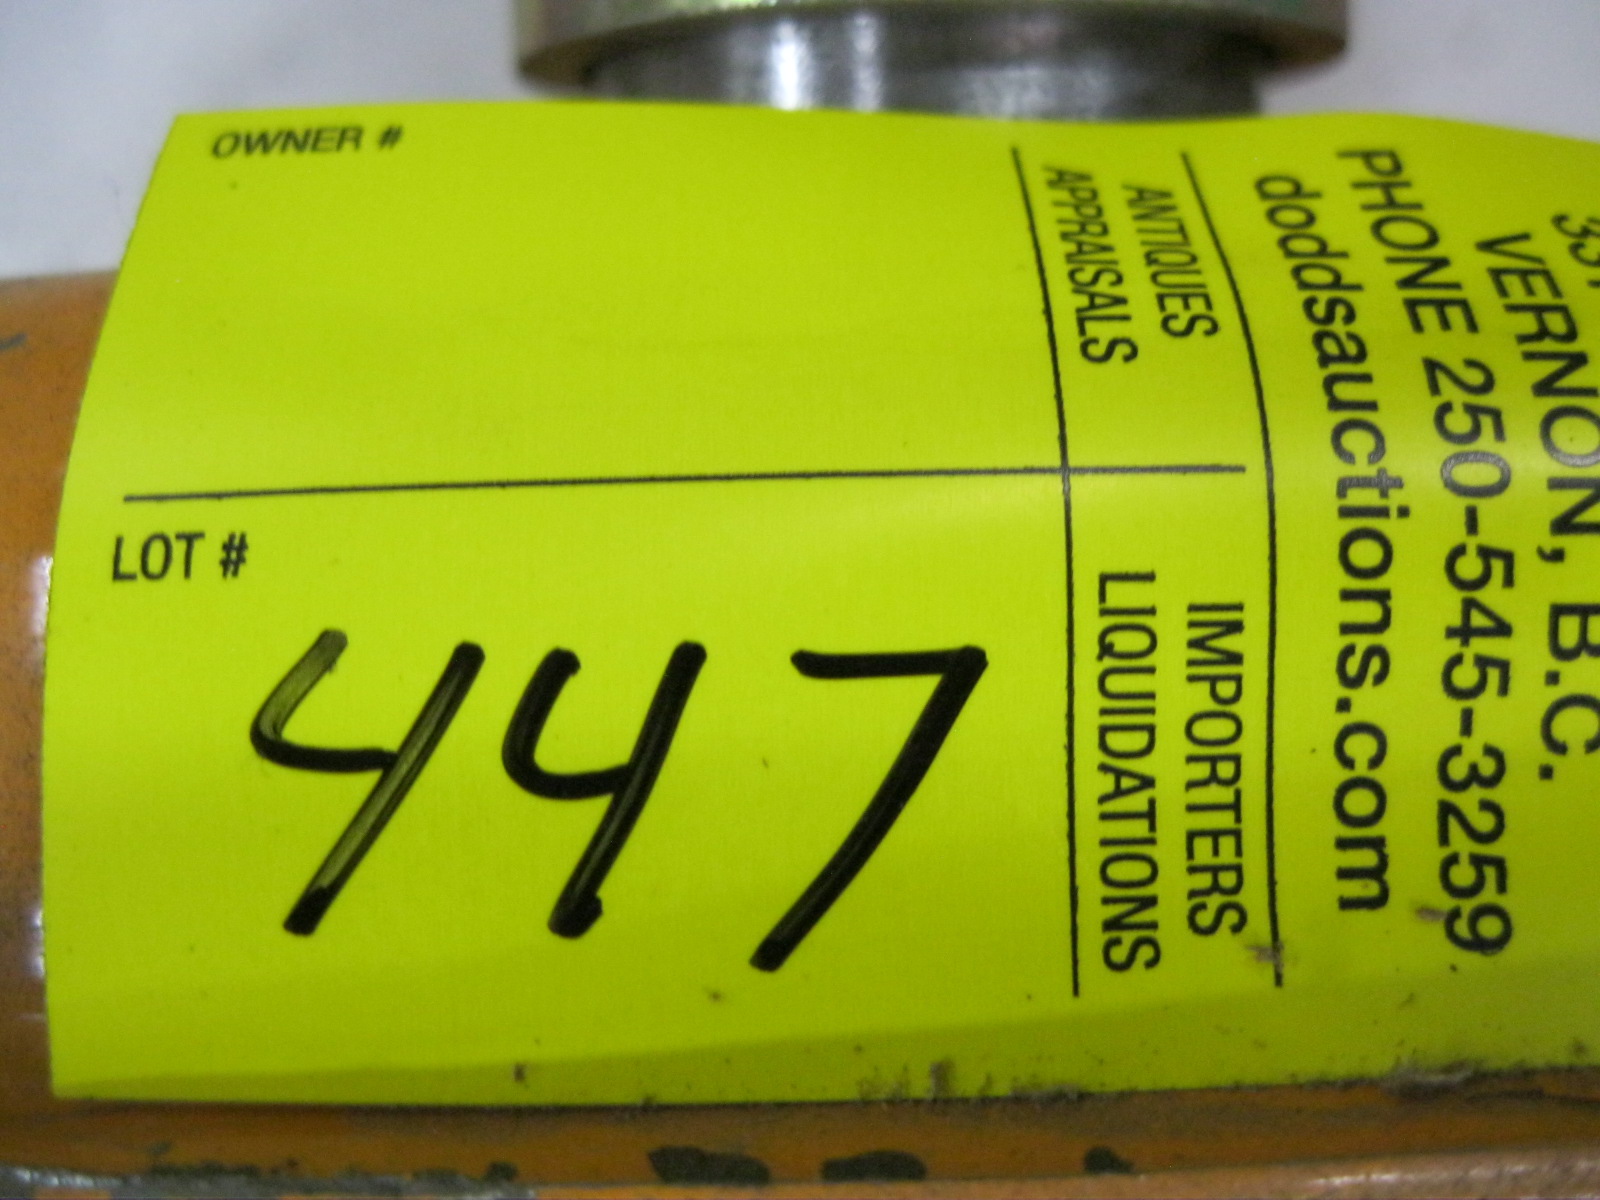 OWNER #
LOT #
447
ANTIQUES IMPORTERS
APPRAISALS LIQUIDATIONS
VERNON, B.C.
PHONE 250-545-3259
doddsauctions.com